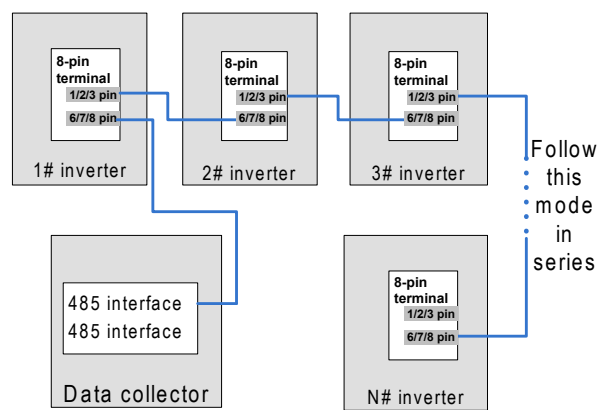 8-pin
terminal
1/2/3 pin
6/7/8 pin
1# inverter
8-pin
terminal
1/2/3 pin
6/7/8 pin
2# inverter
8-pin
terminal
1/2/3 pin
6/7/8 pin
3# inverter
Follow
this
mode
in
series
485 interface
485 interface
Data collector
8-pin
terminal
1/2/3 pin
6/7/8 pin
N# inverter